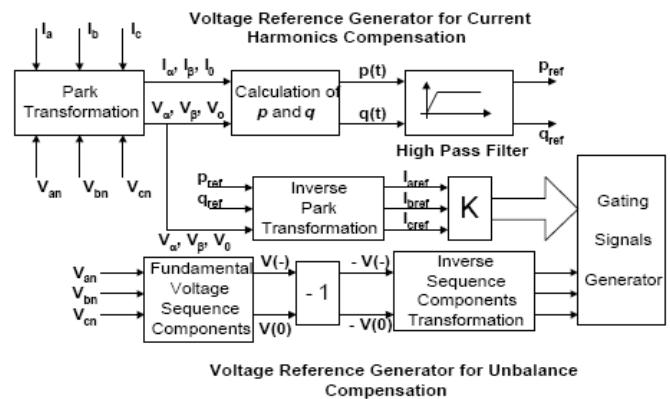 Voltage Reference Generator for Current
Harmonics Compensation
Ia Ib Ic
Park
Transformation
Iα, Iβ, I0
Vα, Vβ, Vo
Calculation of
p and q
p(t)
q(t)
pref
qref
High Pass Filter
Van Vbn Vcn
pref
qref
Vα, Vβ, V0
Inverse
Park
Transformation
Iaref
Ibref
Icref
K
Gating
Signals
Generator
Van
Vbn
Vcn
Fundamental
Voltage
Sequence
Components
V(-)
V(0)
- 1
- V(-)
- V(0)
Inverse
Sequence
Components
Transformation
Voltage Reference Generator for Unbalance
Compensation